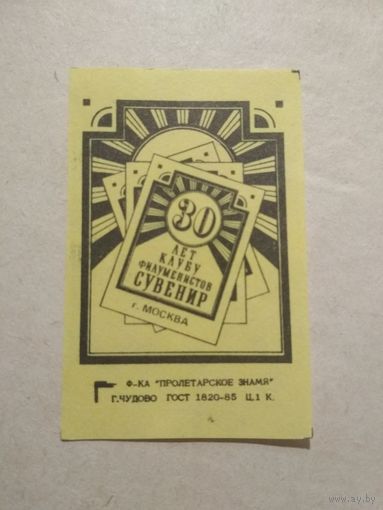 30
ЛЕТ
КЛУБУ
ФИЛУМЕНИСТОВ
СУВЕНИР
г. МОСКВА
Ф-КА "ПРОЛЕТАРСКОЕ ЗНАМЯ"
Г.ЧУДОВО ГОСТ 1820-85 Ц.1 К.
www.ay.by